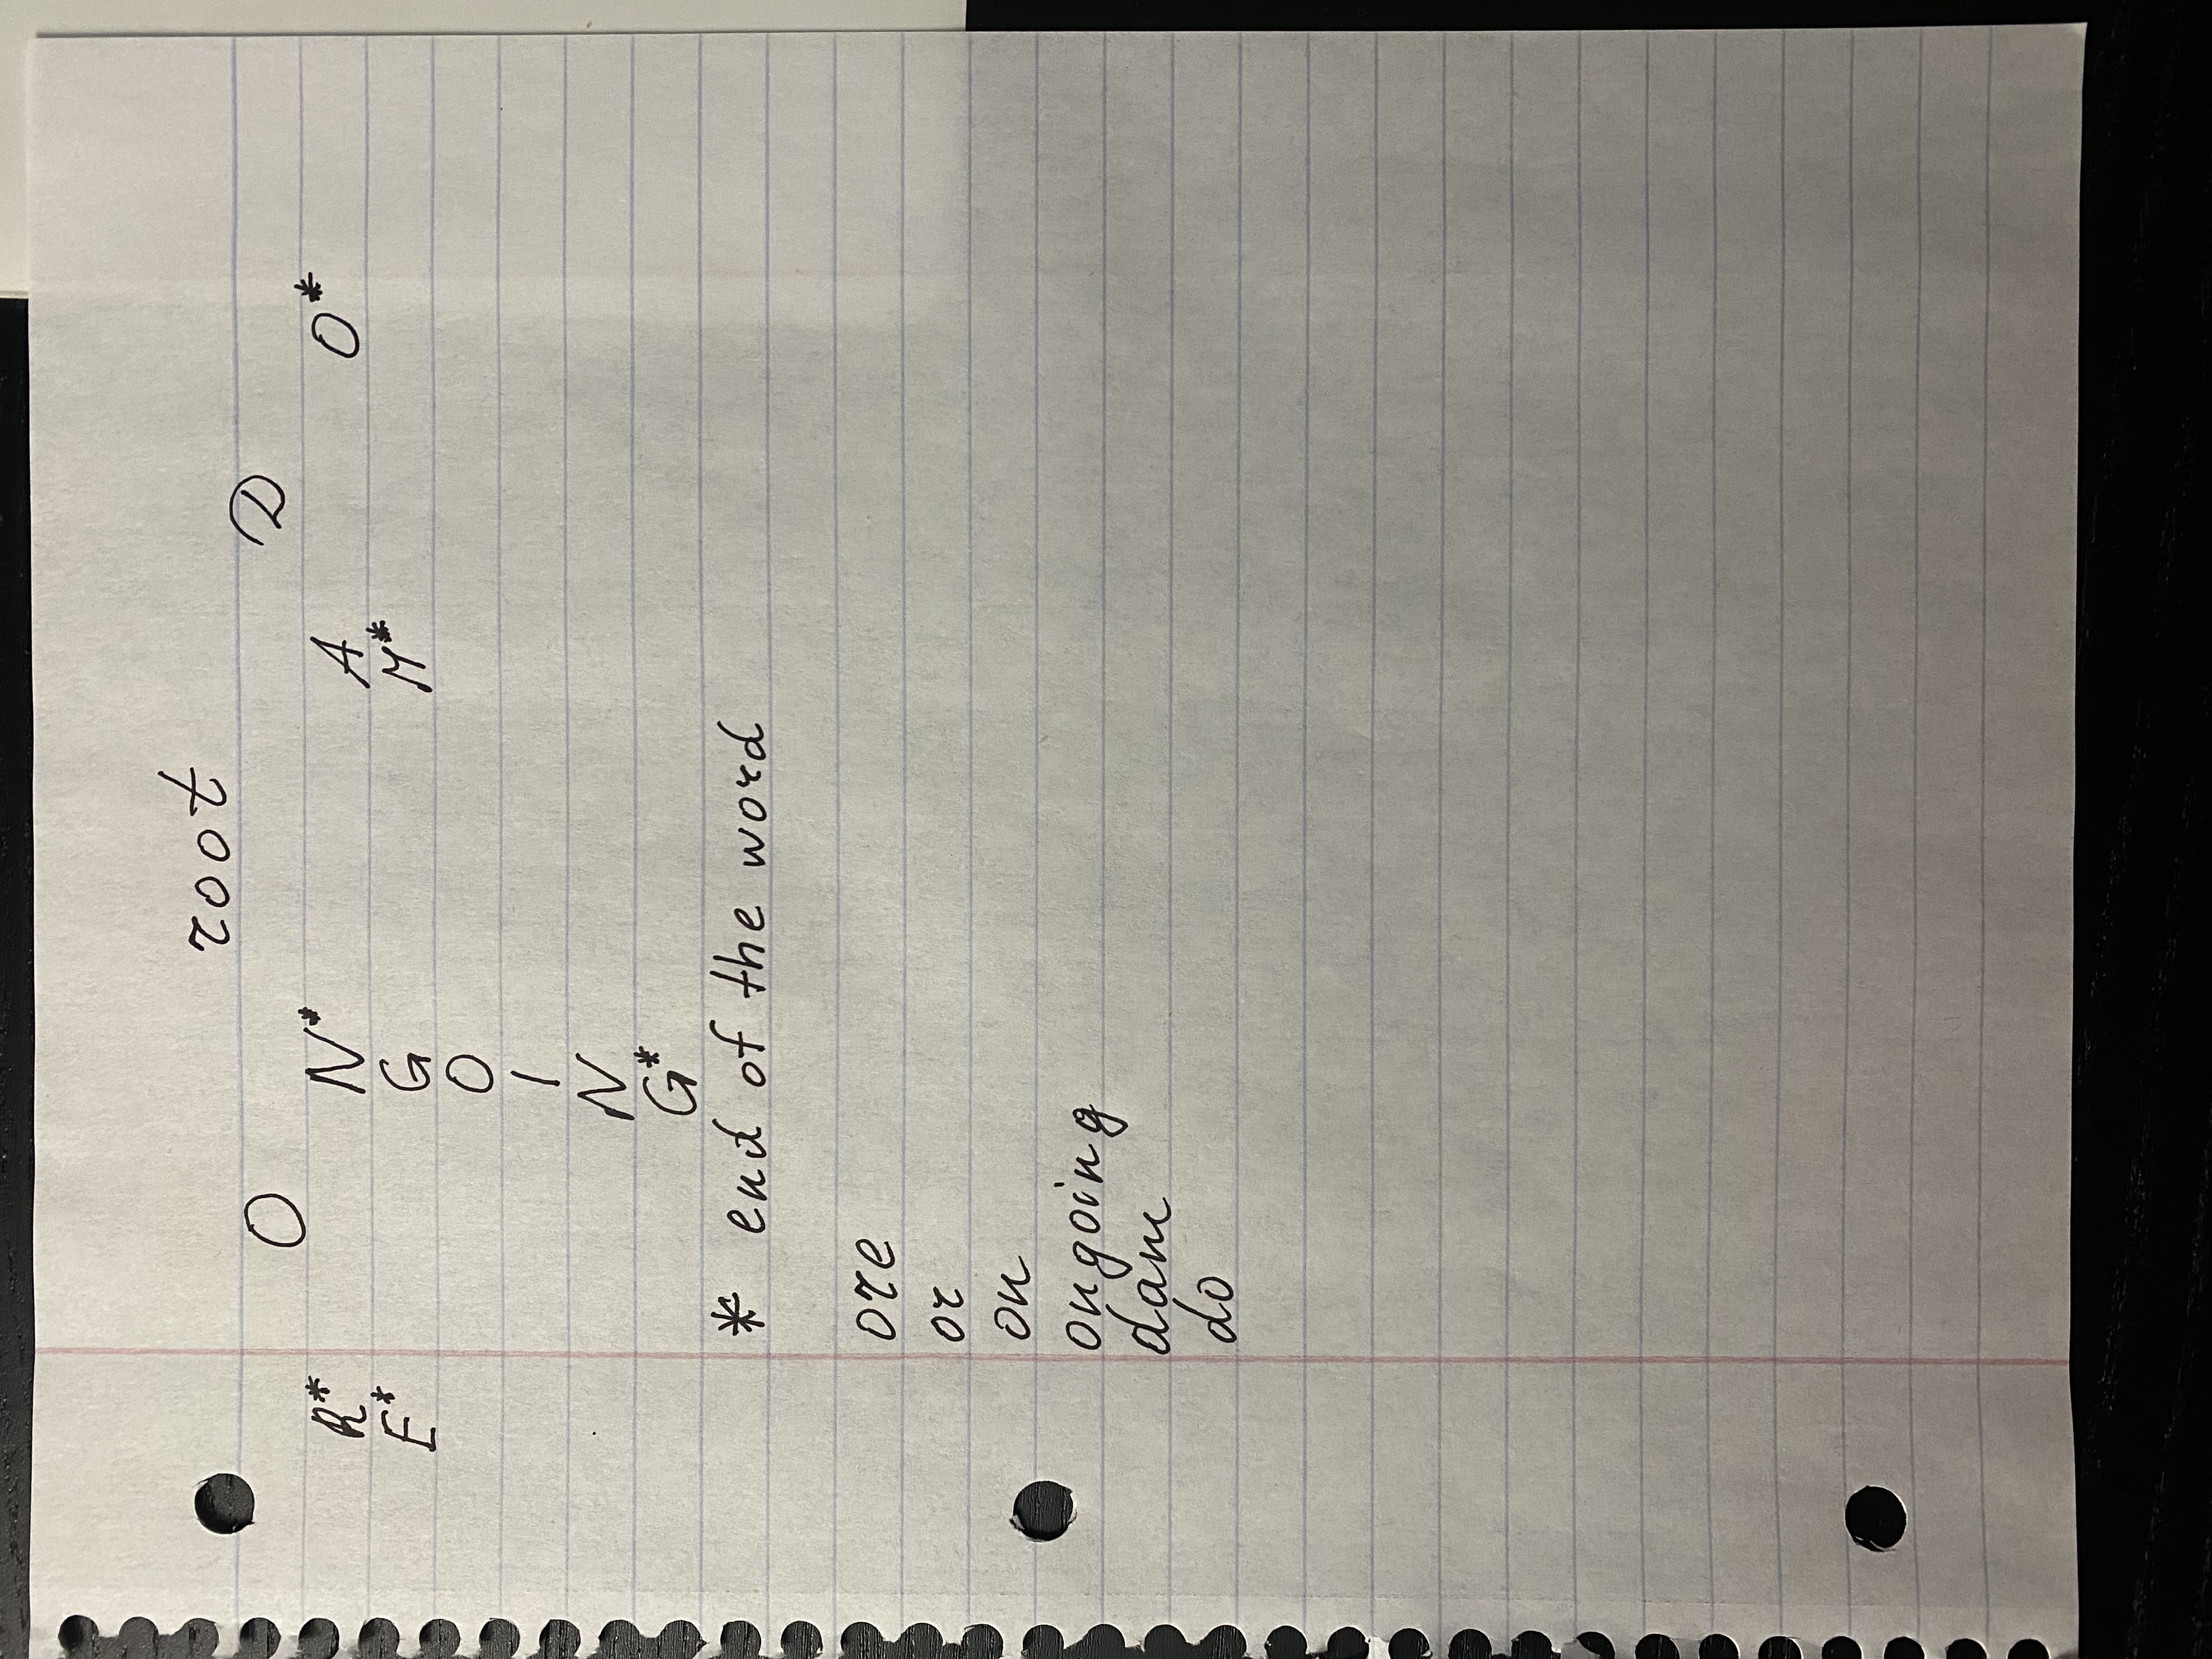 root
O D
R* N* A O*
E* G M*
O
I
N
G*
* end of the word
ore
or
on
ongoing
dam
do